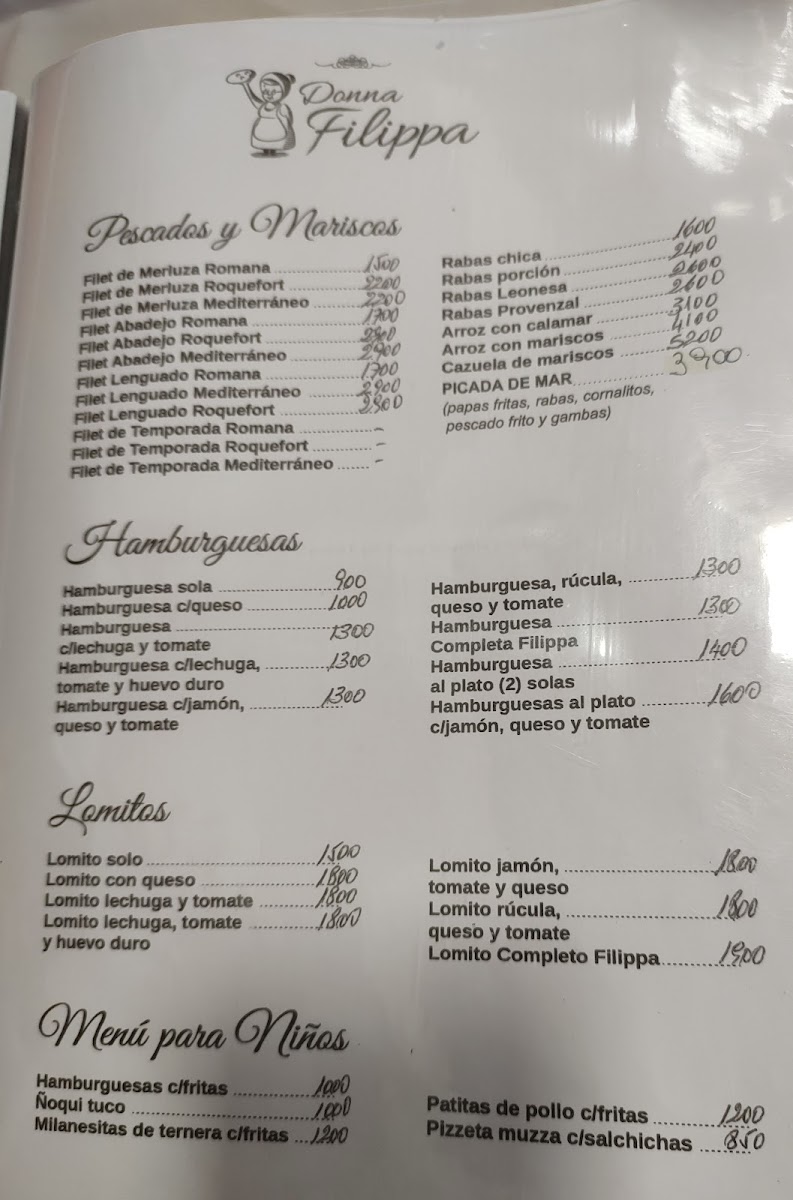 Donna
Filippa
Pescados y Mariscos
Filet de Merluza Romana 1500
Filet de Merluza Roquefort 2200
Filet de Merluza Mediterráneo 2200
Filet Abadejo Romana 1700
Filet Abadejo Roquefort 2900
Filet Abadejo Mediterráneo 2900
Filet Lenguado Romana 1700
Filet Lenguado Mediterráneo 2900
Filet Lenguado Roquefort 2900
Filet de Temporada Romana -
Filet de Temporada Roquefort -
Filet de Temporada Mediterráneo -
Rabas chica 1600
Rabas porción 2400
Rabas Leonesa 2600
Rabas Provenzal 2600
Arroz con calamar 3100
Arroz con mariscos 4100
Cazuela de mariscos 5200
PICADA DE MAR 3900
(papas fritas, rabas, cornalitos,
pescado frito y gambas)
Hamburguesas
Hamburguesa sola 900
Hamburguesa c/queso 1000
Hamburguesa 1300
c/lechuga y tomate
Hamburguesa c/lechuga, 1300
tomate y huevo duro
Hamburguesa c/jamón, 1300
queso y tomate
Hamburguesa, rúcula, 1300
queso y tomate
Hamburguesa 1300
Completa Filippa
Hamburguesa 1400
al plato (2) solas
Hamburguesas al plato 1600
c/jamón, queso y tomate
Lomitos
Lomito solo 1500
Lomito con queso 1800
Lomito lechuga y tomate 1800
Lomito lechuga, tomate 1800
y huevo duro
Lomito jamón, 1800
tomate y queso
Lomito rúcula, 1800
queso y tomate
Lomito Completo Filippa 1900
Menú para Niños
Hamburguesas c/fritas 1000
Ñoqui tuco 1000
Milanesitas de ternera c/fritas 1200
Patitas de pollo c/fritas 1200
Pizzeta muzza c/salchichas 850